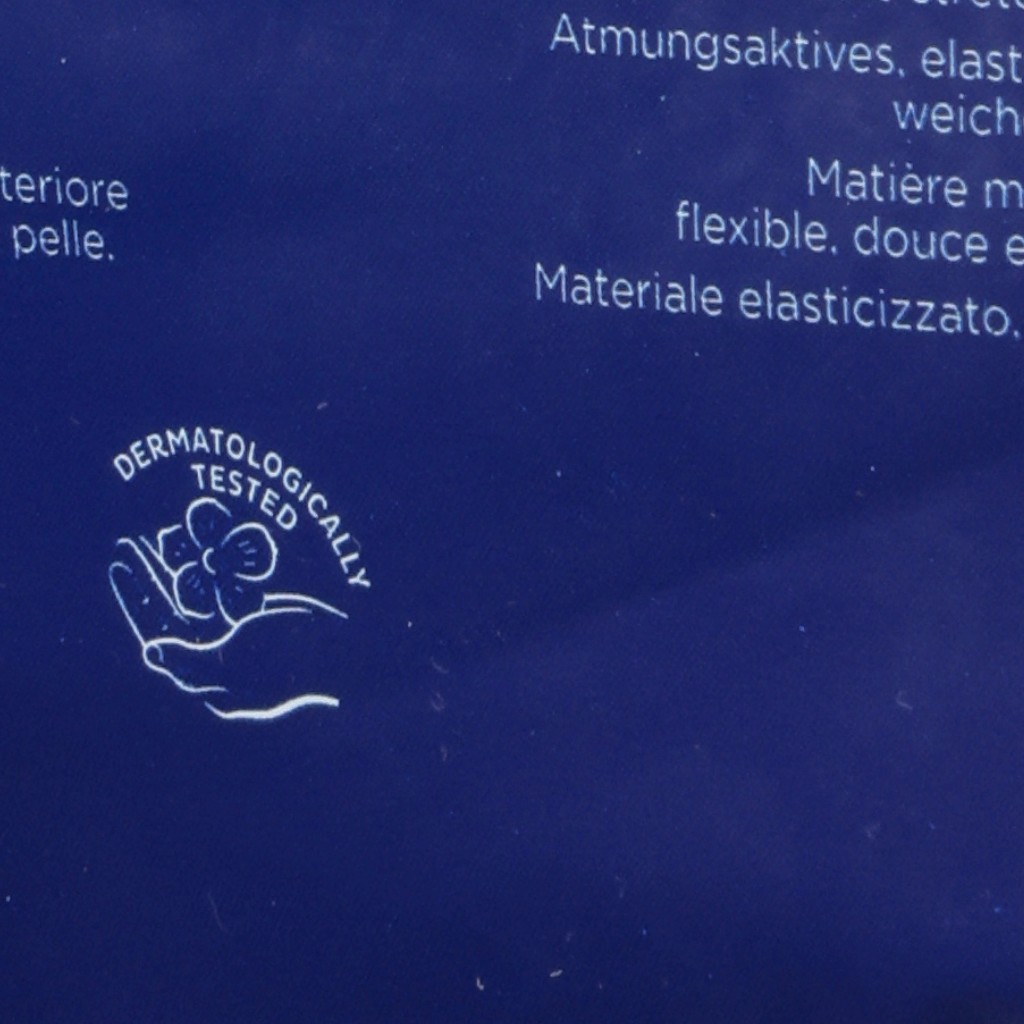 teriore
pelle.
Atmungsaktives, elast
weich
Matière m
flexible, douce e
Materiale elasticizzato,
DERMATOLOGICALLY
TESTED